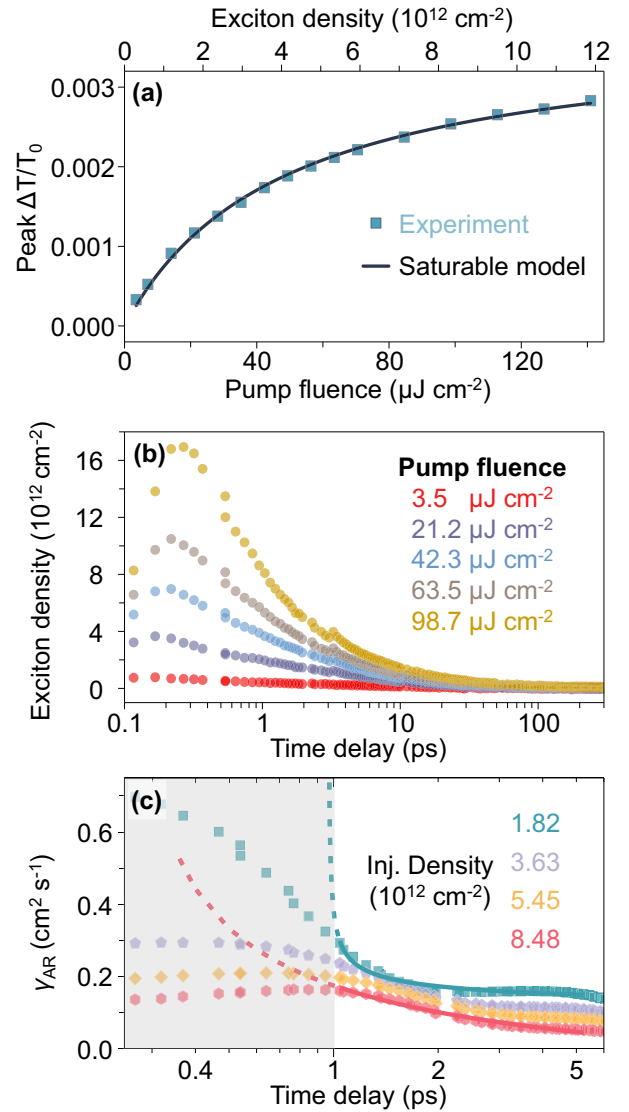 Exciton density (10¹² cm⁻²)
0 2 4 6 8 10 12
(a)
0.003
0.002
0.001
0.000
Peak ΔT/T₀
Experiment
Saturable model
0 40 80 120
Pump fluence (μJ cm⁻²)
(b)
16
12
8
4
0
Exciton density (10¹² cm⁻²)
Pump fluence
3.5 μJ cm⁻²
21.2 μJ cm⁻²
42.3 μJ cm⁻²
63.5 μJ cm⁻²
98.7 μJ cm⁻²
0.1 1 10 100
Time delay (ps)
(c)
0.6
0.4
0.2
0.0
γAR (cm² s⁻¹)
Inj. Density
(10¹² cm⁻²)
1.82
3.63
5.45
8.48
0.4 1 2 5
Time delay (ps)